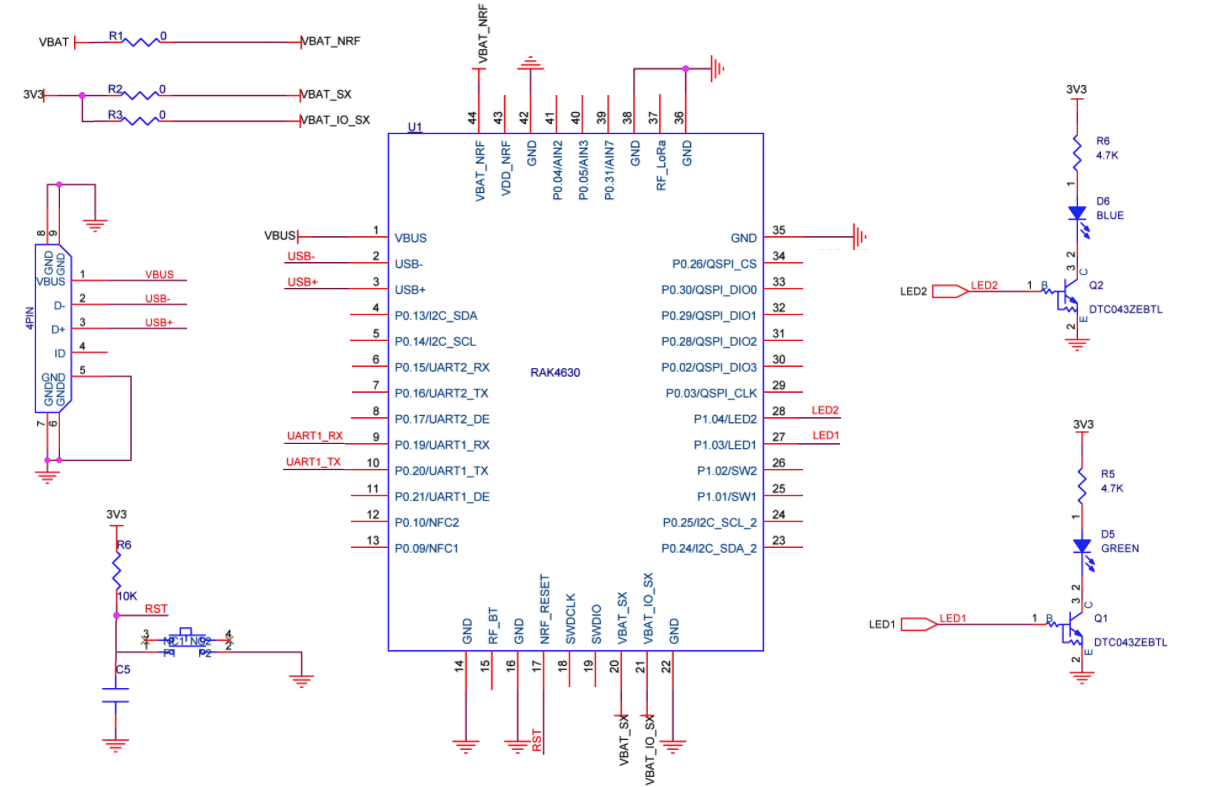 VBAT R1 0 VBAT_NRF
3V3 R2 0 VBAT_SX
R3 0 VBAT_IO_SX
8 9
GND GND
VBUS 1 VBUS
D- 2 USB-
D+ 3 USB+
ID 4
GND 5
GND GND
7 6
4PIN
3V3
R6
10K
RST
3 4
1 2
C5
U1
RAK4630
VBAT_NRF
44 VBAT_NRF
43 VDD_NRF
42 GND
41 P0.04/AIN2
40 P0.05/AIN3
39 P0.31/AIN7
38 GND
37 RF_LoRa
36 GND
VBUS 1 VBUS
USB- 2 USB-
USB+ 3 USB+
4 P0.13/I2C_SDA
5 P0.14/I2C_SCL
6 P0.15/UART2_RX
7 P0.16/UART2_TX
8 P0.17/UART2_DE
UART1_RX 9 P0.19/UART1_RX
UART1_TX 10 P0.20/UART1_TX
11 P0.21/UART1_DE
12 P0.10/NFC2
13 P0.09/NFC1
GND 35
P0.26/QSPI_CS 34
P0.30/QSPI_DIO0 33
P0.29/QSPI_DIO1 32
P0.28/QSPI_DIO2 31
P0.02/QSPI_DIO3 30
P0.03/QSPI_CLK 29
P1.04/LED2 28 LED2
P1.03/LED1 27 LED1
P1.02/SW2 26
P1.01/SW1 25
P0.25/I2C_SCL_2 24
P0.24/I2C_SDA_2 23
GND 14
RF_BT 15
GND 16
NRF_RESET 17 RST
SWDCLK 18
SWDIO 19
VBAT_SX 20 VBAT_SX
VBAT_IO_SX 21 VBAT_IO_SX
GND 22
3V3
R6
4.7K
1
D6
BLUE
2
3 C
LED2 LED2 1 B Q2
DTC043ZEBTL
2 E
3V3
R5
4.7K
1
D5
GREEN
2
3 C
LED1 LED1 1 B Q1
DTC043ZEBTL
2 E